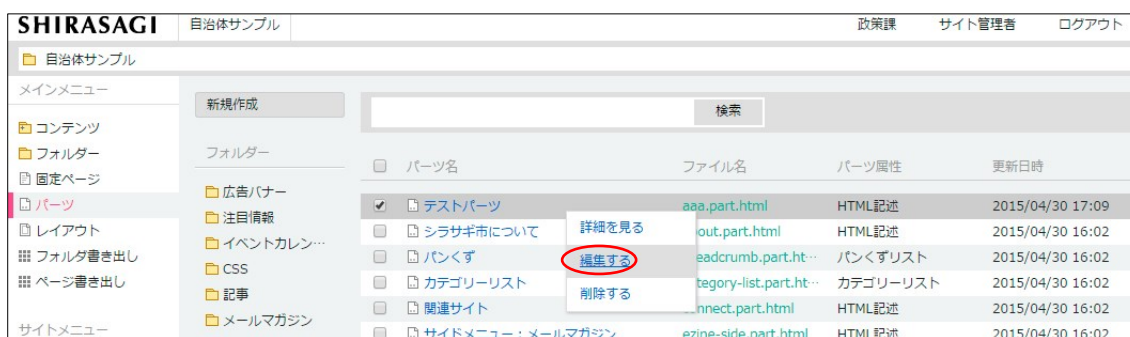 SHIRASAGI 自治体サンプル 政策課 サイト管理者 ログアウト
自治体サンプル
メインメニュー
コンテンツ
フォルダー
固定ページ
パーツ
レイアウト
フォルダ書き出し
ページ書き出し
サイトメニュー
新規作成
フォルダー
広告バナー
注目情報
イベントカレン…
CSS
記事
メールマガジン
検索
パーツ名 ファイル名 パーツ属性 更新日時
テストパーツ aaa.part.html HTML記述 2015/04/30 17:09
シラサギ市について out.part.html HTML記述 2015/04/30 16:02
パンくず eadcrumb.part.ht… パンくずリスト 2015/04/30 16:02
カテゴリーリスト tegory-list.part.ht… カテゴリーリスト 2015/04/30 16:02
関連サイト nnect.part.html HTML記述 2015/04/30 16:02
サイドメニュー：メールマガジン ezine-side.part.html HTML記述 2015/04/30 16:02
詳細を見る
編集する
削除する